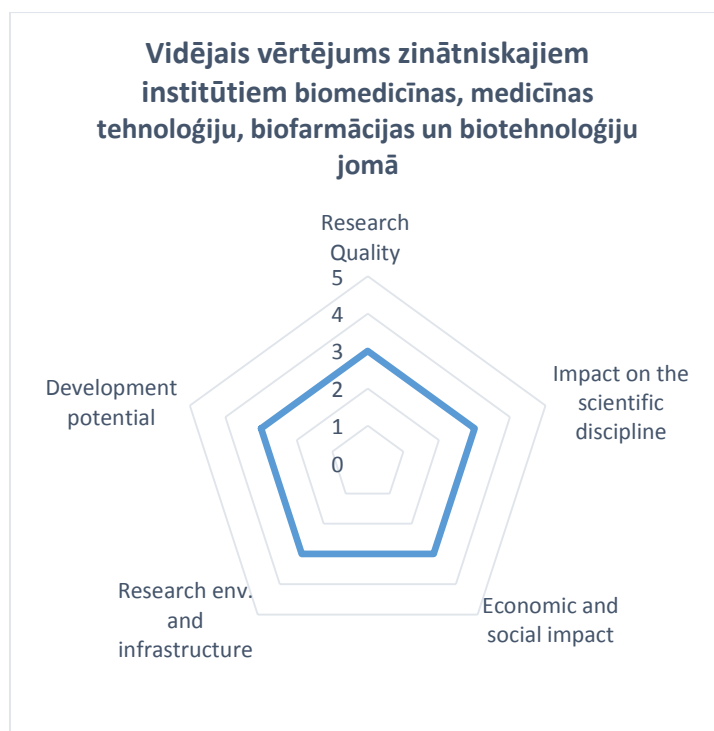 Vidējais vērtējums zinātniskajiem
institūtiem biomedicīnas, medicīnas
tehnoloģiju, biofarmācijas un biotehnoloģiju
jomā
Research
Quality
5
4
3
2
1
0
Impact on the
scientific
discipline
Economic and
social impact
Research env.
and
infrastructure
Development
potential